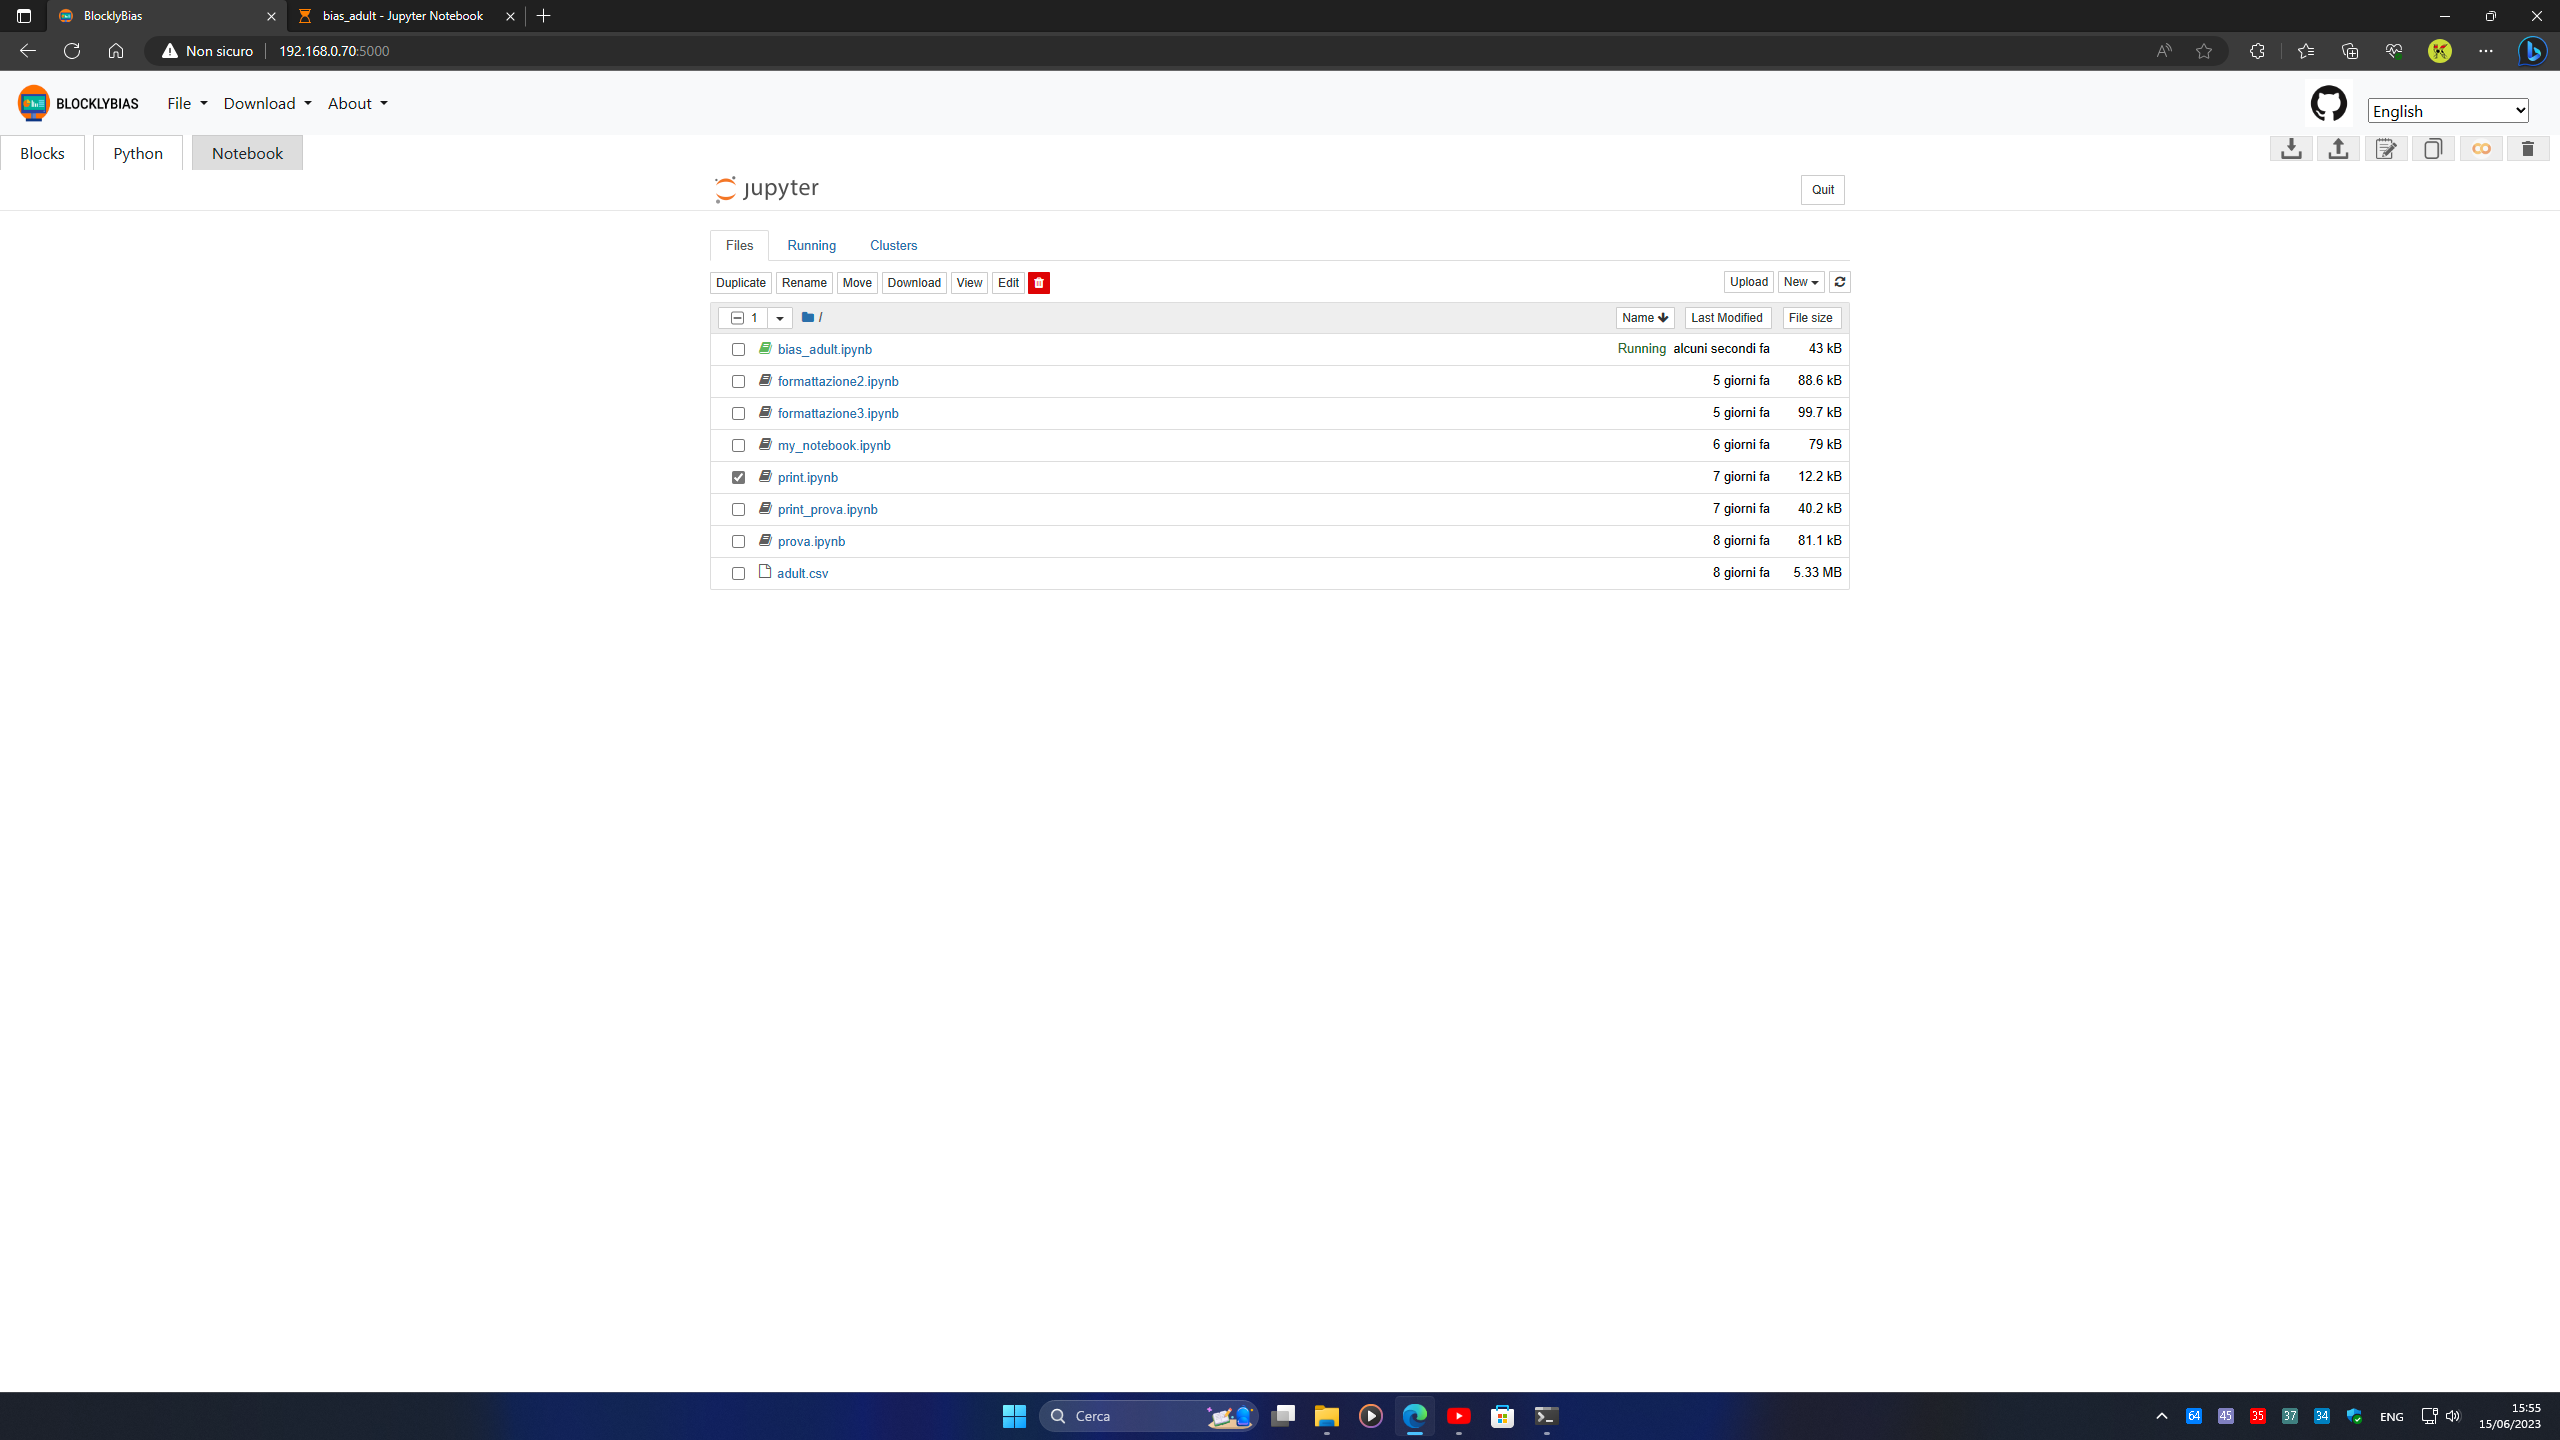 BlocklyBias
bias_adult - Jupyter Notebook
Non sicuro
192.168.0.70:5000
BLOCKLYBIAS
File
Download
About
English
Blocks
Python
Notebook
jupyter
Quit
Files
Running
Clusters
Duplicate
Rename
Move
Download
View
Edit
Upload
New
1
/
Name
Last Modified
File size
bias_adult.ipynb Running alcuni secondi fa 43 kB
formattazione2.ipynb 5 giorni fa 88.6 kB
formattazione3.ipynb 5 giorni fa 99.7 kB
my_notebook.ipynb 6 giorni fa 79 kB
print.ipynb 7 giorni fa 12.2 kB
print_prova.ipynb 7 giorni fa 40.2 kB
prova.ipynb 8 giorni fa 81.1 kB
adult.csv 8 giorni fa 5.33 MB
Cerca
64 45 35 37 34
ENG
15:55
15/06/2023